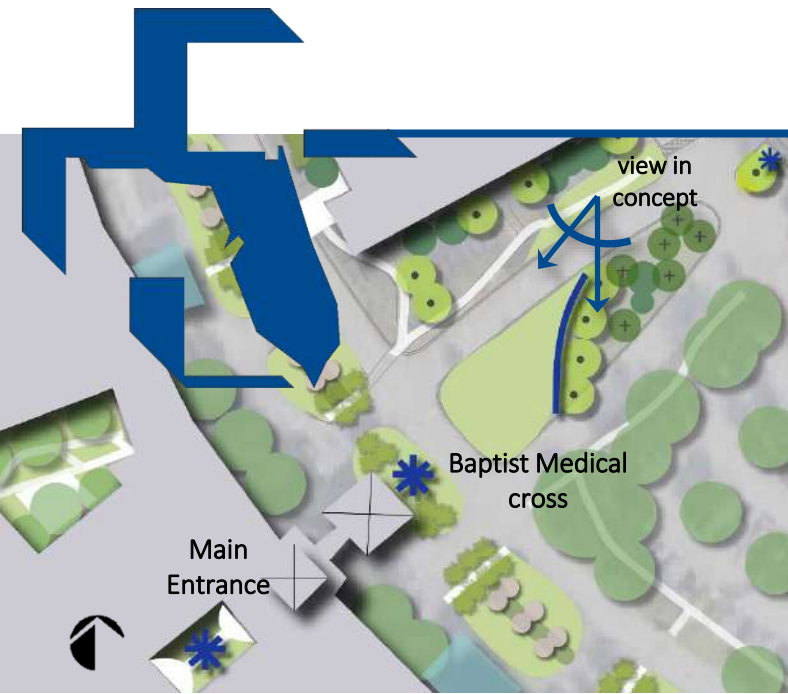 view in
concept
Baptist Medical
cross
Main
Entrance